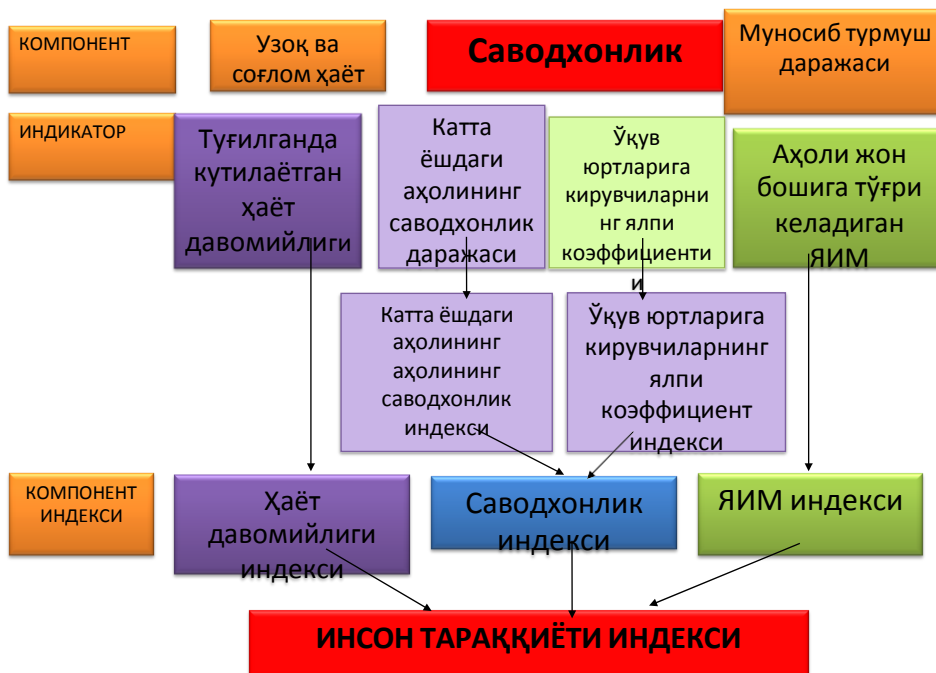 КОМПОНЕНТ
Узоқ ва
соғлом ҳаёт
Саводхонлик
Муносиб турмуш
даражаси
ИНДИКАТОР
Туғилганда
кутилаётган
ҳаёт
давомийлиги
Катта
ёшдаги
аҳолининг
саводхонлик
даражаси
Ўқув
юртларига
кирувчиларни
нг ялпи
коэффициенти
и
Аҳоли жон
бошига тўғри
келадиган
ЯИМ
Катта ёшдаги
аҳолининг
аҳолининг
саводхонлик
индекси
Ўқув юртларига
кирувчиларнинг
ялпи
коэффициент
индекси
КОМПОНЕНТ
ИНДЕКСИ
Ҳаёт
давомийлиги
индекси
Саводхонлик
индекси
ЯИМ индекси
ИНСОН ТАРАҚҚИЁТИ ИНДЕКСИ